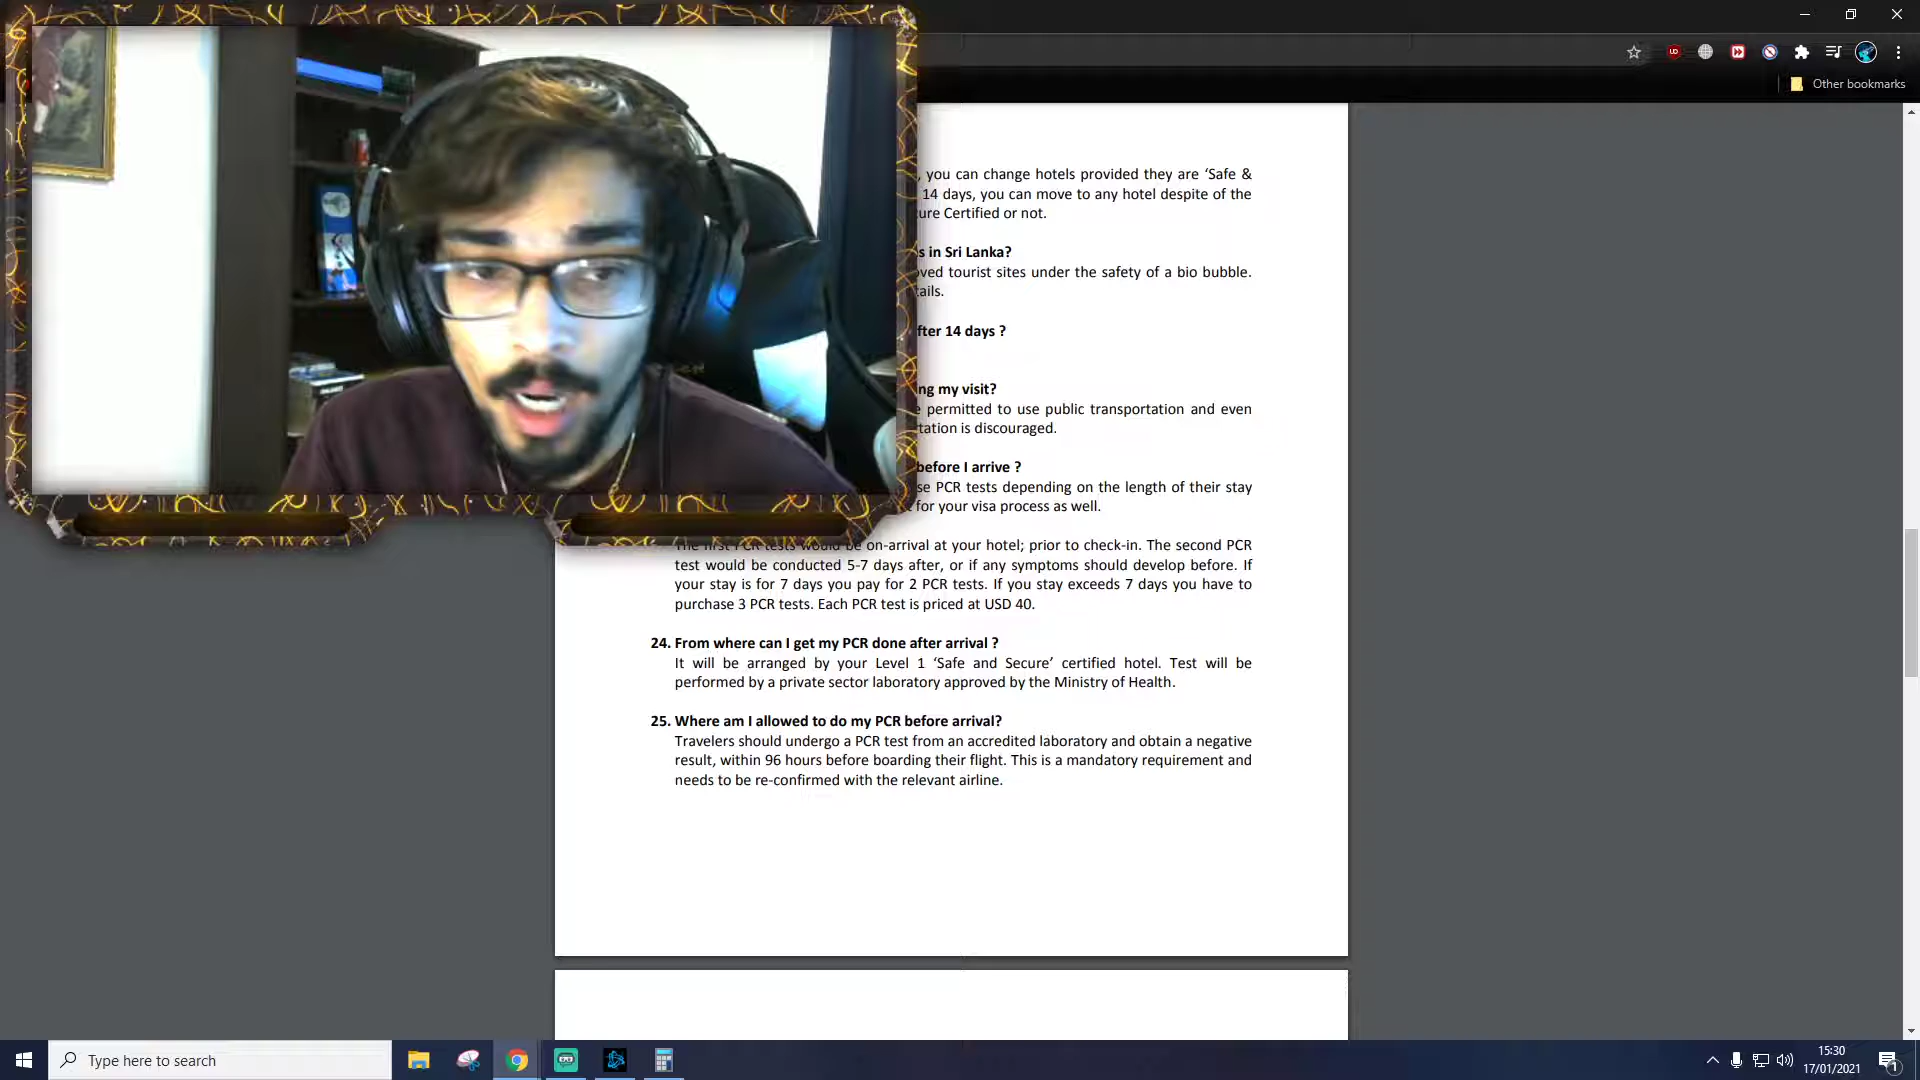 Other bookmarks
, you can change hotels provided they are ‘Safe &
14 days, you can move to any hotel despite of the
ure Certified or not.
s in Sri Lanka?
oved tourist sites under the safety of a bio bubble.
ails.
fter 14 days ?
ng my visit?
e permitted to use public transportation and even
tation is discouraged.
before I arrive ?
se PCR tests depending on the length of their stay
for your visa process as well.
The first PCR tests would be on-arrival at your hotel; prior to check-in. The second PCR
test would be conducted 5-7 days after, or if any symptoms should develop before. If
your stay is for 7 days you pay for 2 PCR tests. If you stay exceeds 7 days you have to
purchase 3 PCR tests. Each PCR test is priced at USD 40.
24. From where can I get my PCR done after arrival ?
It will be arranged by your Level 1 ‘Safe and Secure’ certified hotel. Test will be
performed by a private sector laboratory approved by the Ministry of Health.
25. Where am I allowed to do my PCR before arrival?
Travelers should undergo a PCR test from an accredited laboratory and obtain a negative
result, within 96 hours before boarding their flight. This is a mandatory requirement and
needs to be re-confirmed with the relevant airline.
Type here to search
15:30
17/01/2021
1